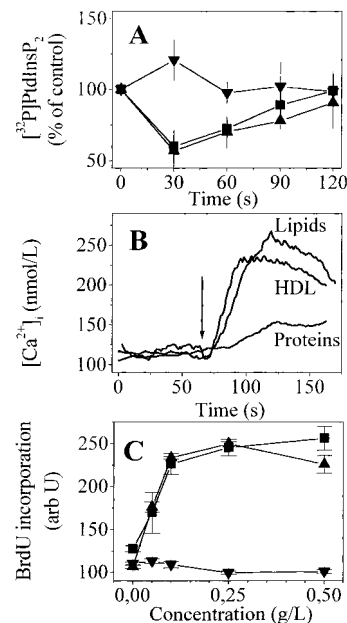 A
[³²P]PtdInsP₂
(% of control)
150
100
50
0 30 60 90 120
Time (s)
B
[Ca²⁺]ᵢ (nmol/L)
250
200
150
100
Lipids
HDL
Proteins
0 50 100 150
Time (s)
C
BrdU incorporation
(arb U)
250
200
150
100
0,00 0,25 0,50
Concentration (g/L)